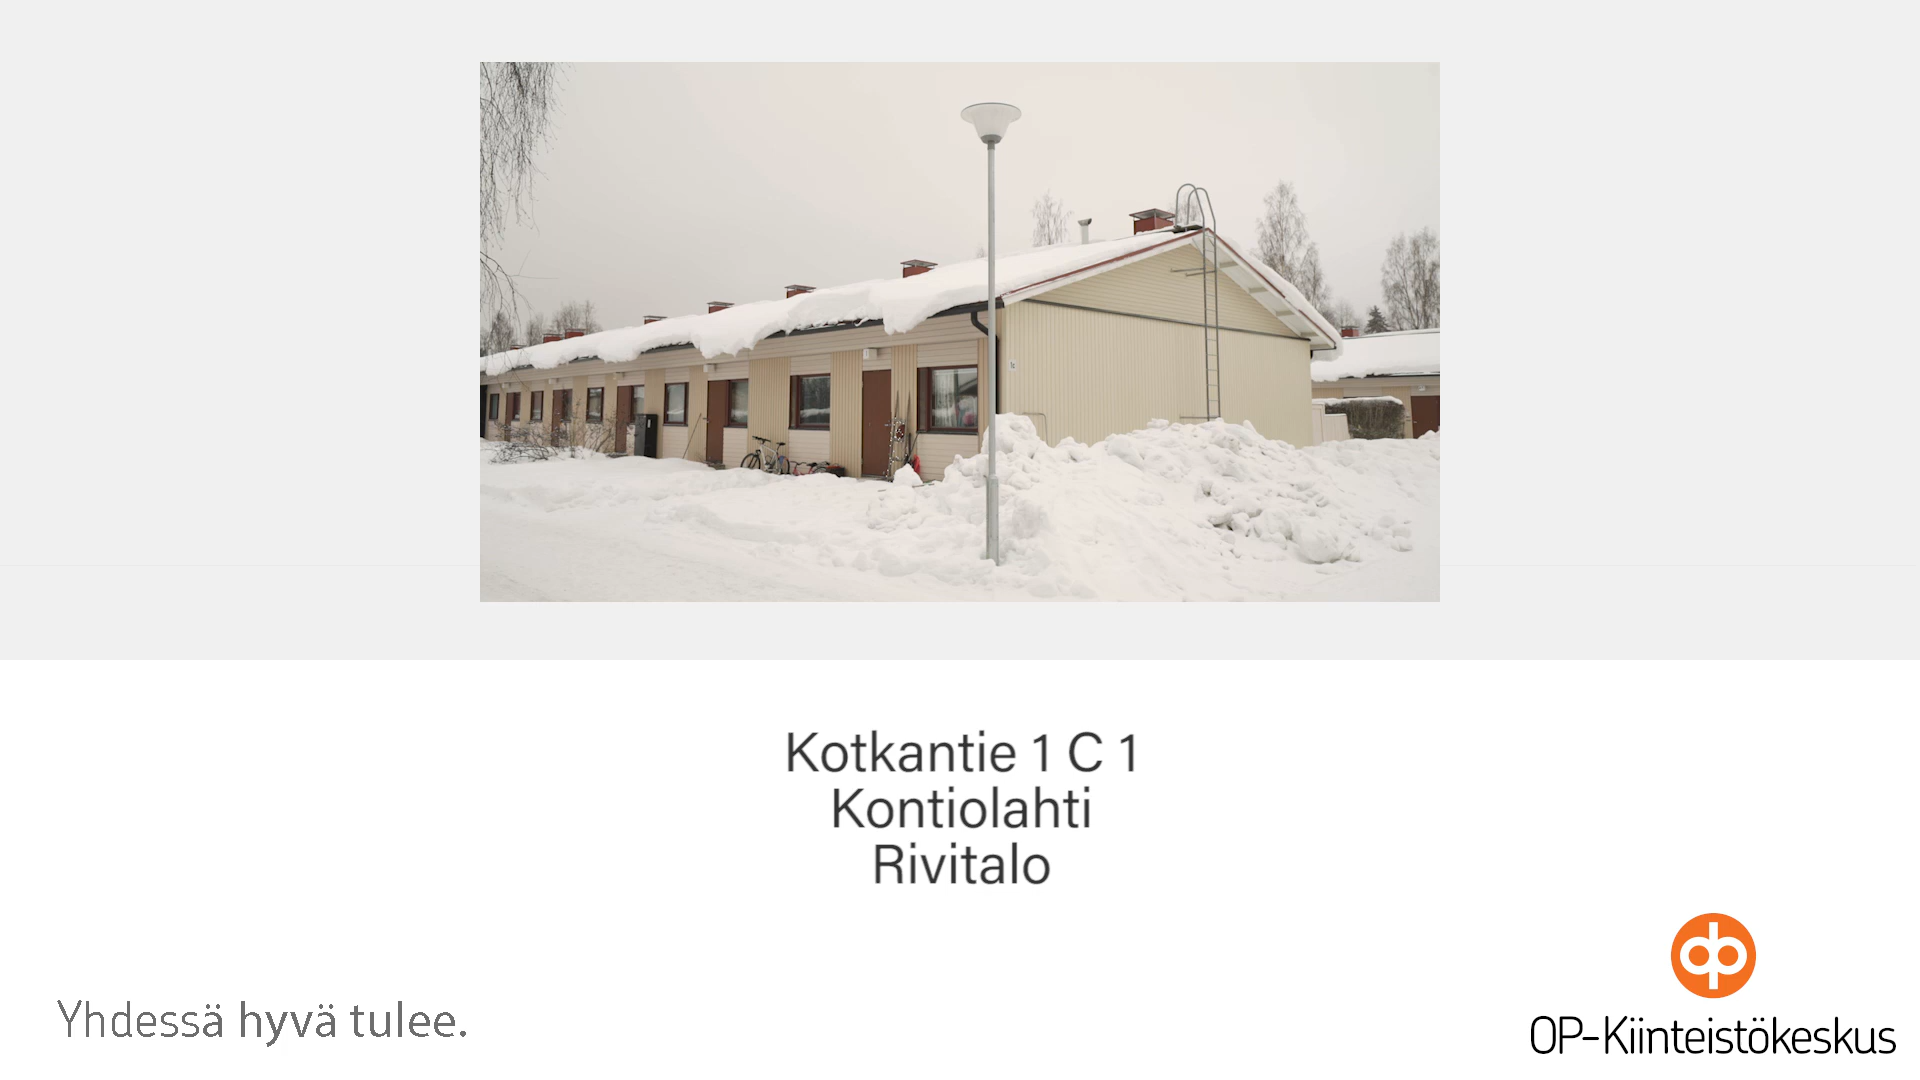 Kotkantie 1 C 1
Kontiolahti
Rivitalo
Yhdessä hyvä tulee.
OP-Kiinteistökeskus